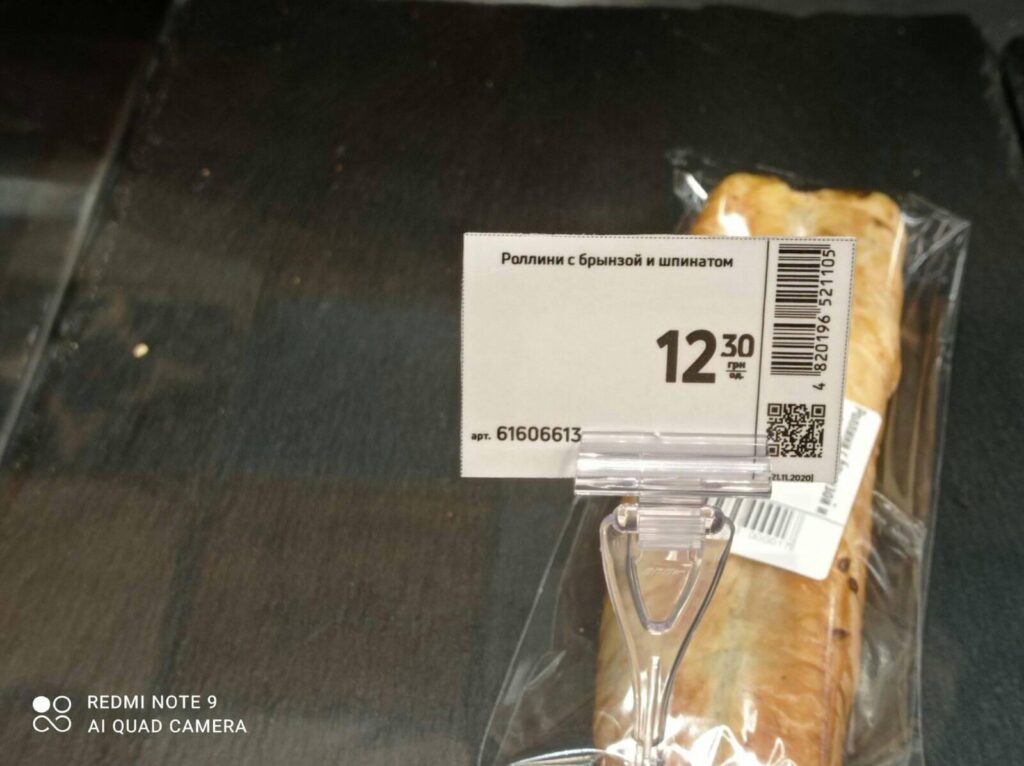 Роллини с брынзой и шпинатом
12 30
грн
од.
арт. 61606613
4 820196 521105
21.11.2020
REDMI NOTE 9
AI QUAD CAMERA